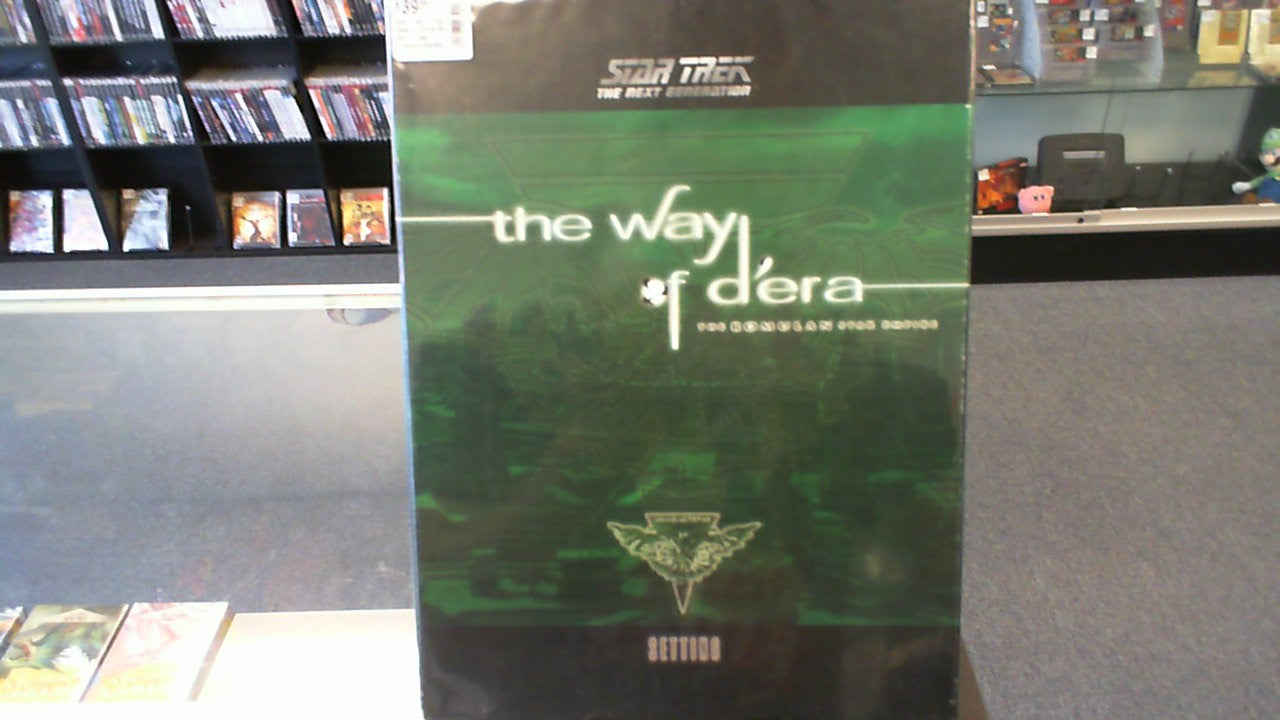 STAR TREK
THE NEXT GENERATION
the way
of d'era
THE ROMULAN STAR EMPIRE
SETTING